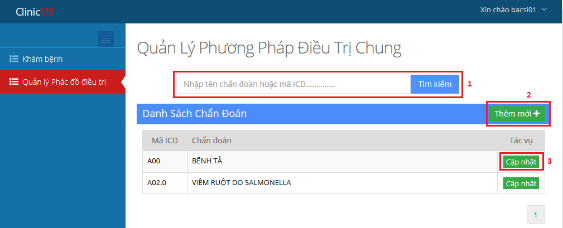 ClinicMS
Xin chào bacsi01
Khám bệnh
Quản lý Phác đồ điều trị
Quản Lý Phương Pháp Điều Trị Chung
Nhập tên chẩn đoán hoặc mã ICD..............
Tìm kiếm
1
2
Danh Sách Chẩn Đoán
Thêm mới +
Mã ICD Chẩn đoán Tác vụ
A00 BỆNH TẢ Cập nhật
3
A02.0 VIÊM RUỘT DO SALMONELLA Cập nhật
1